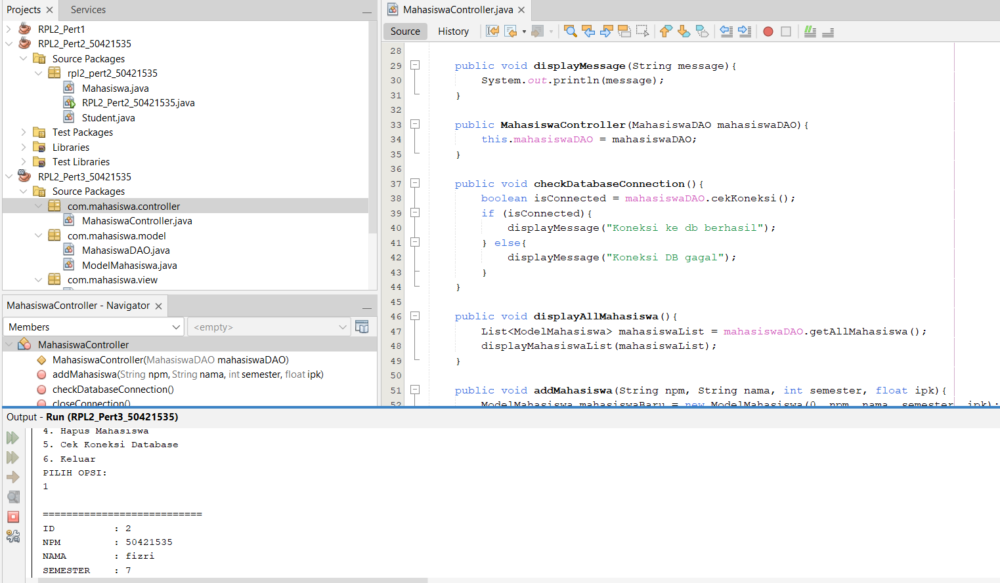 Projects
Services
RPL2_Pert1
RPL2_Pert2_50421535
Source Packages
rpl2_pert2_50421535
Mahasiswa.java
RPL2_Pert2_50421535.java
Student.java
Test Packages
Libraries
Test Libraries
RPL2_Pert3_50421535
Source Packages
com.mahasiswa.controller
MahasiswaController.java
com.mahasiswa.model
MahasiswaDAO.java
ModelMahasiswa.java
com.mahasiswa.view
MahasiswaController - Navigator
Members
<empty>
MahasiswaController
MahasiswaController(MahasiswaDAO mahasiswaDAO)
addMahasiswa(String npm, String nama, int semester, float ipk)
checkDatabaseConnection()
closeConnection()
MahasiswaController.java
Source History
28
29 public void displayMessage(String message){
30 System.out.println(message);
31 }
32
33 public MahasiswaController(MahasiswaDAO mahasiswaDAO){
34 this.mahasiswaDAO = mahasiswaDAO;
35 }
36
37 public void checkDatabaseConnection(){
38 boolean isConnected = mahasiswaDAO.cekKoneksi();
39 if (isConnected){
40 displayMessage("Koneksi ke db berhasil");
41 } else{
42 displayMessage("Koneksi DB gagal");
43 }
44 }
45
46 public void displayAllMahasiswa(){
47 List<ModelMahasiswa> mahasiswaList = mahasiswaDAO.getAllMahasiswa();
48 displayMahasiswaList(mahasiswaList);
49 }
50
51 public void addMahasiswa(String npm, String nama, int semester, float ipk){
52 ModelMahasiswa mahasiswaBaru = new ModelMahasiswa(0, npm, nama, semester, ipk);
Output - Run (RPL2_Pert3_50421535)
4. Hapus Mahasiswa
5. Cek Koneksi Database
6. Keluar
PILIH OPSI:
1
===========================
ID : 2
NPM : 50421535
NAMA : fizri
SEMESTER : 7